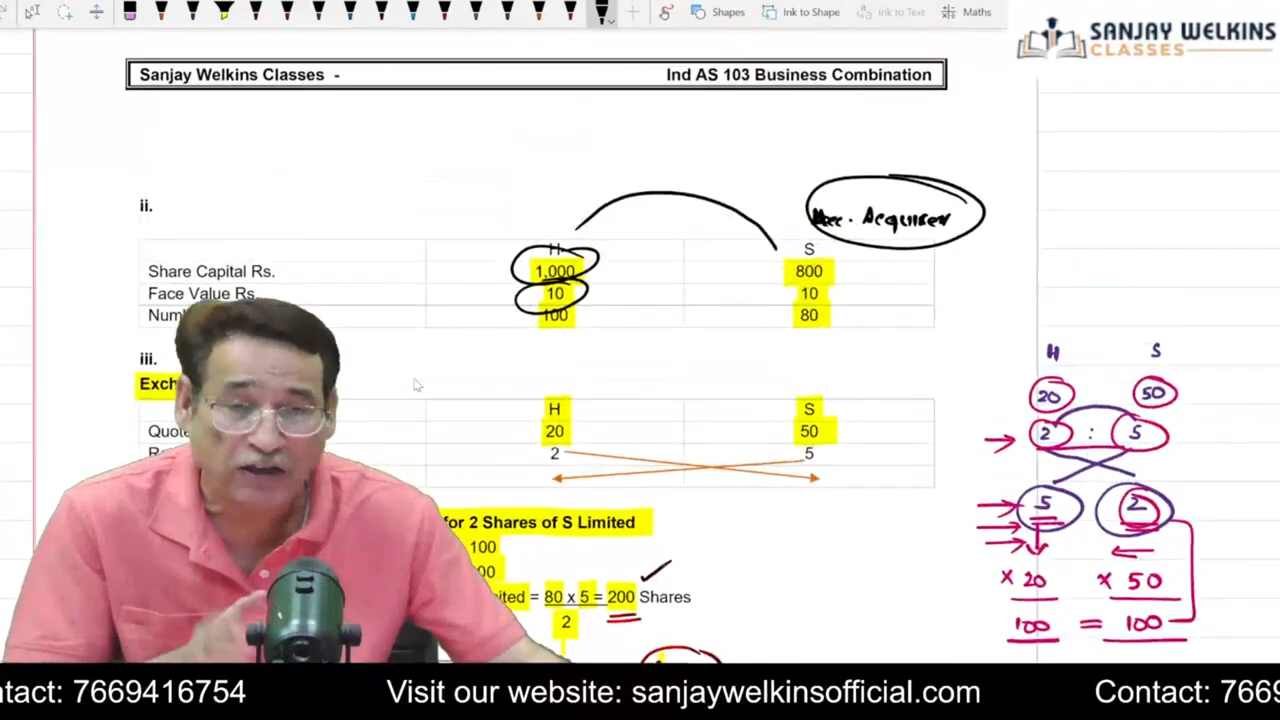 Shapes Ink to Shape Ink to Text Maths
SANJAY WELKINS
CLASSES
Sanjay Welkins Classes - Ind AS 103 Business Combination
ii.
Acquirer
H S
Share Capital Rs. 1,000 800
Face Value Rs. 10 10
100 80
iii.
H S
20 50
2 5
for 2 Shares of S Limited
100
= 80 x 5 = 200 Shares
2
H S
20 50
2 : 5
5 2
x 20 x 50
100 = 100
ntact: 7669416754 Visit our website: sanjaywelkinsofficial.com Contact: 7669